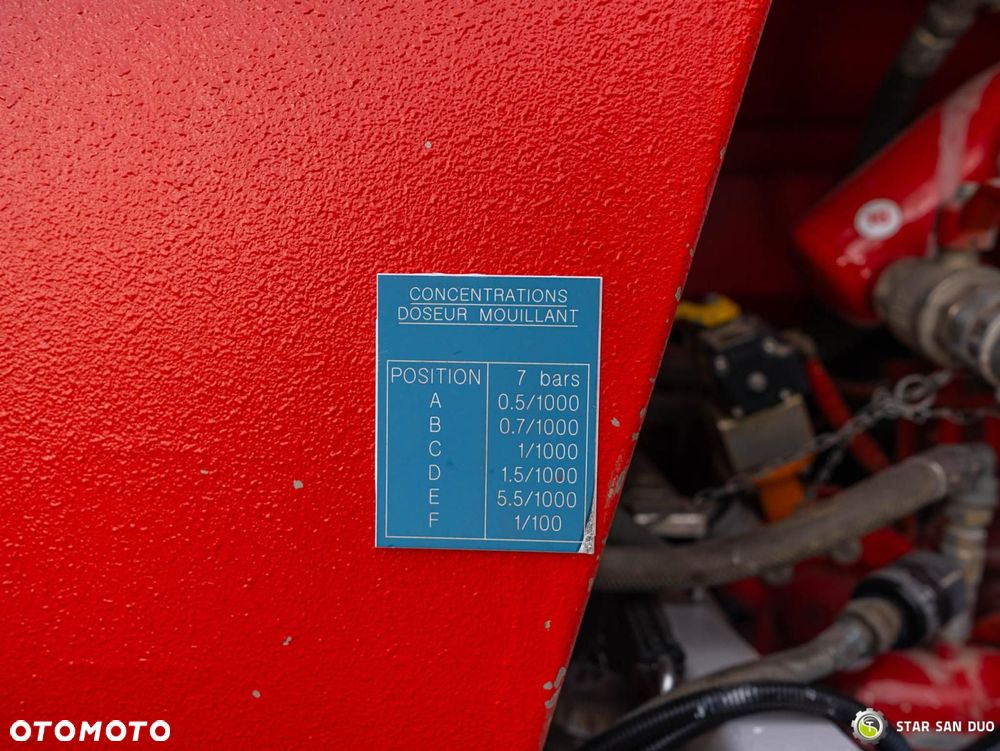 CONCENTRATIONS
DOSEUR MOUILLANT
POSITION 7 bars
A 0.5/1000
B 0.7/1000
C 1/1000
D 1.5/1000
E 5.5/1000
F 1/100
OTOMOTO
STAR SAN DUO